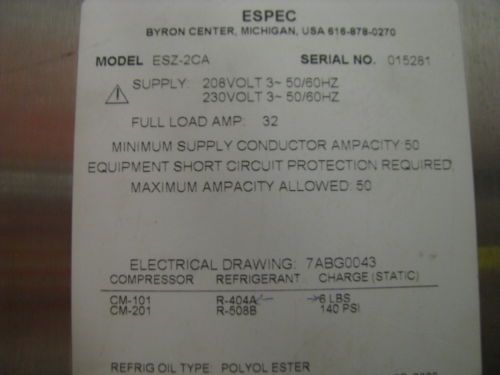 ESPEC
BYRON CENTER, MICHIGAN, USA 616-878-0270
MODEL ESZ-2CA SERIAL NO. 015281
SUPPLY: 208VOLT 3~ 50/60HZ
230VOLT 3~ 50/60HZ
FULL LOAD AMP: 32
MINIMUM SUPPLY CONDUCTOR AMPACITY: 50
EQUIPMENT SHORT CIRCUIT PROTECTION REQUIRED
MAXIMUM AMPACITY ALLOWED: 50
ELECTRICAL DRAWING: 7ABG0043
COMPRESSOR REFRIGERANT CHARGE (STATIC)
CM-101 R-404A 6 LBS
CM-201 R-508B 140 PSI
REFRIG OIL TYPE: POLYOL ESTER